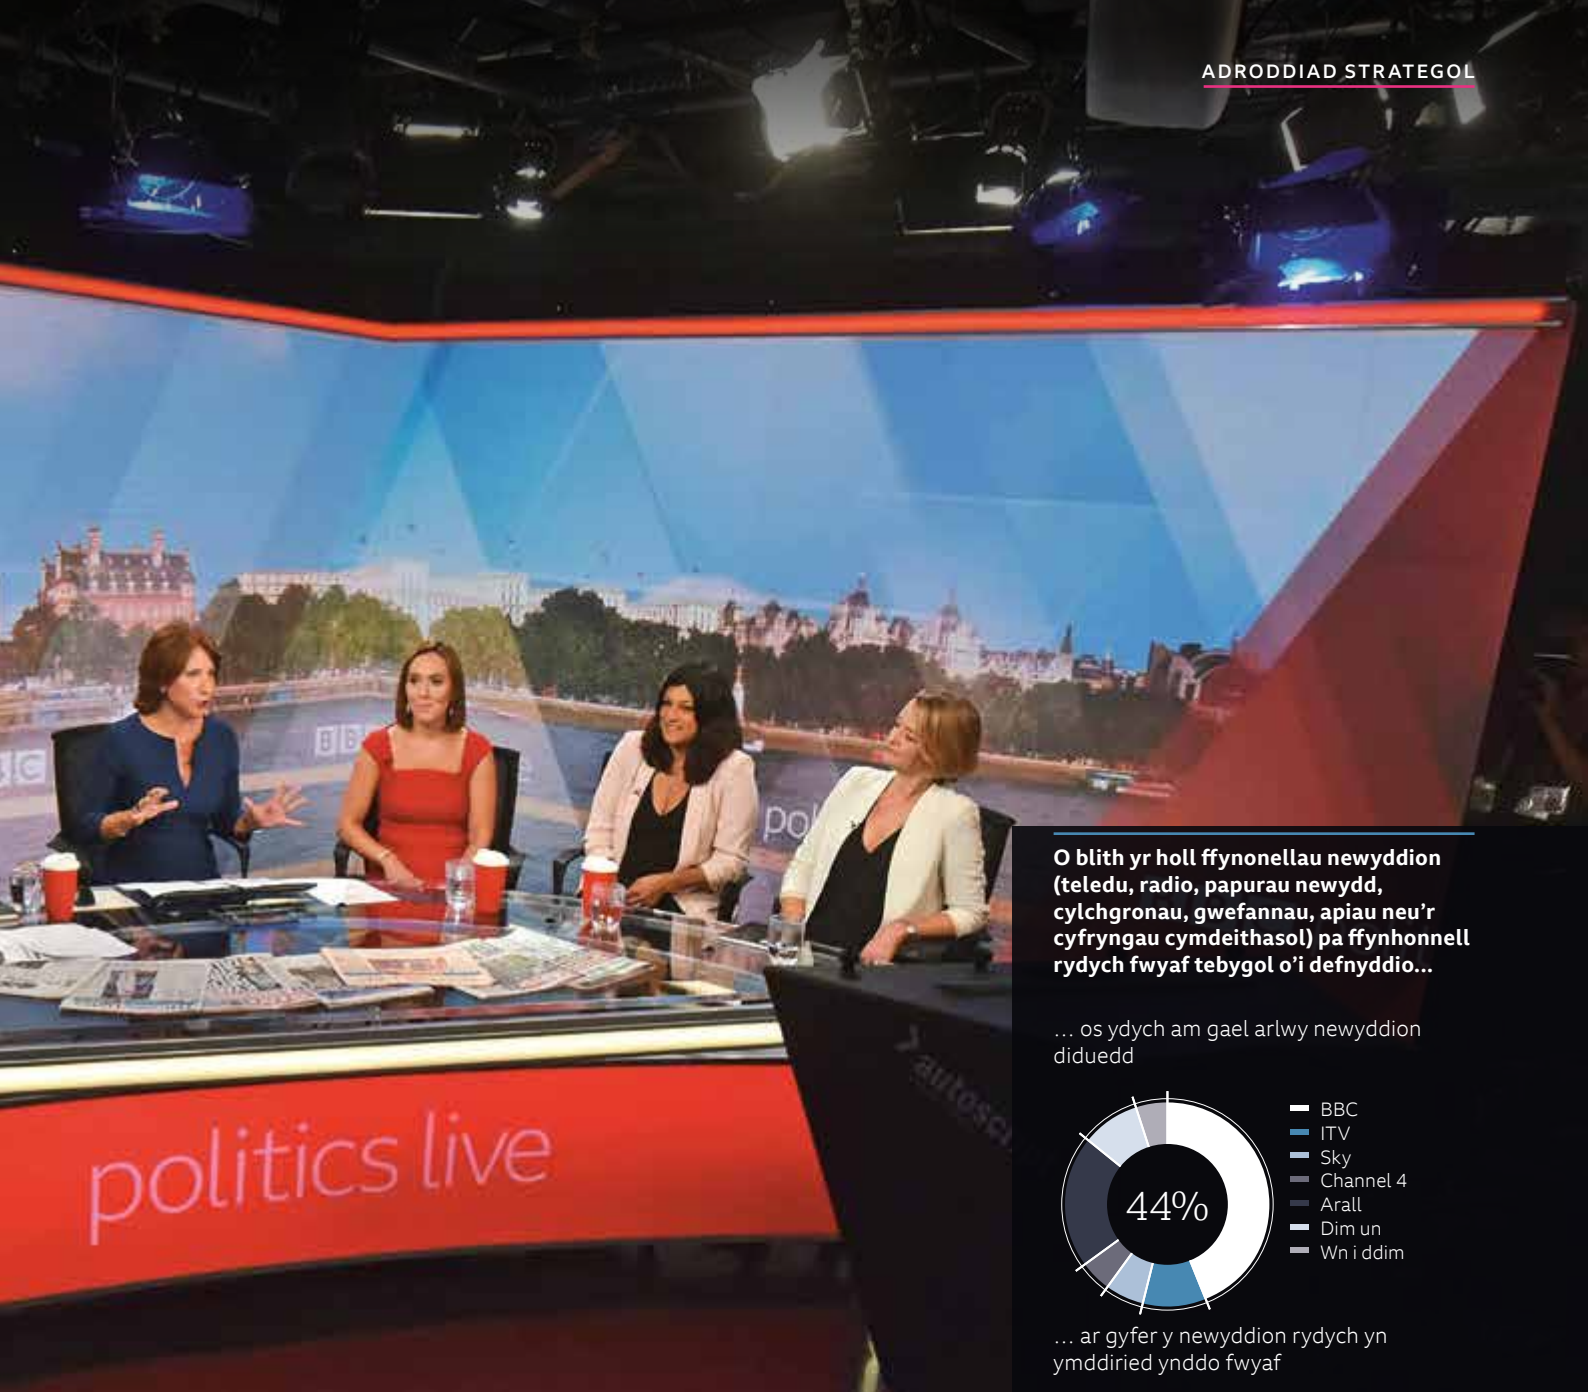 ADRODDIAD STRATEGOL
BBC
pol
politics live
autosc
O blith yr holl ffynonellau newyddion
(teledu, radio, papurau newydd,
cylchgronau, gwefannau, apiau neu’r
cyfryngau cymdeithasol) pa ffynhonnell
rydych fwyaf tebygol o’i defnyddio...
... os ydych am gael arlwy newyddion
diduedd
44%
BBC
ITV
Sky
Channel 4
Arall
Dim un
Wn i ddim
... ar gyfer y newyddion rydych yn
ymddiried ynddo fwyaf